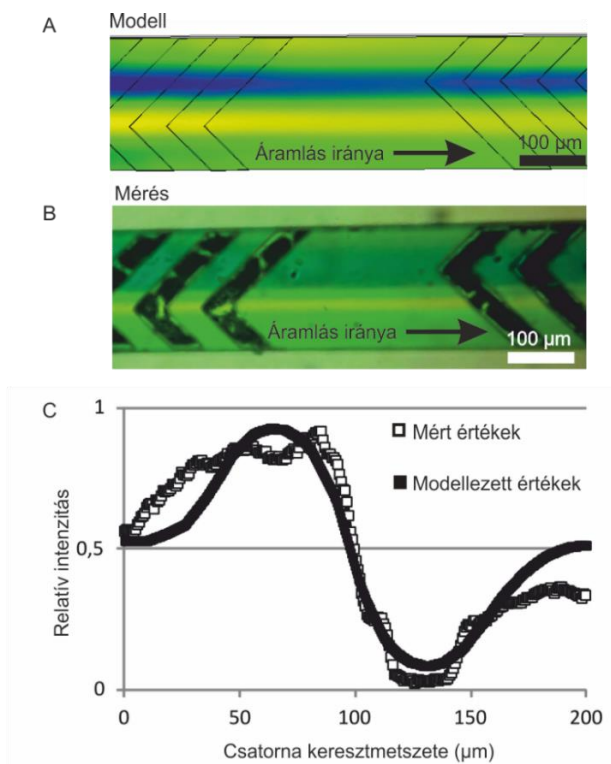 A
Modell
Áramlás iránya
100 µm
B
Mérés
Áramlás iránya
100 µm
C
1
0,5
0
Relatív intenzitás
Mért értékek
Modellezett értékek
0
50
100
150
200
Csatorna keresztmetszete (µm)